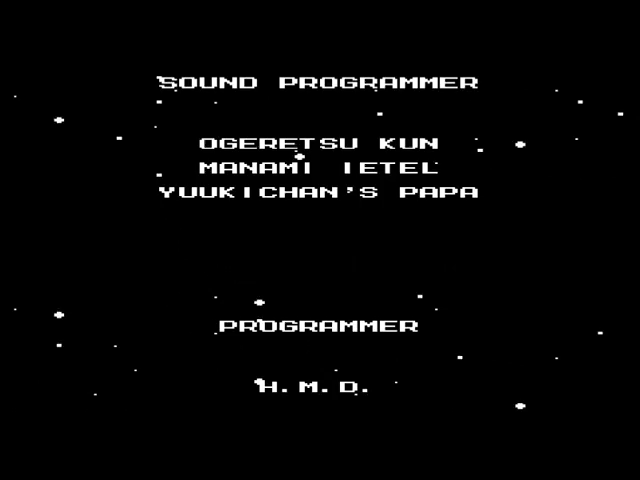 SOUND PROGRAMMER
OGERETSU KUN
MANAMI IETEL
YUUKICHAN'S PAPA
PROGRAMMER
H.M.D.